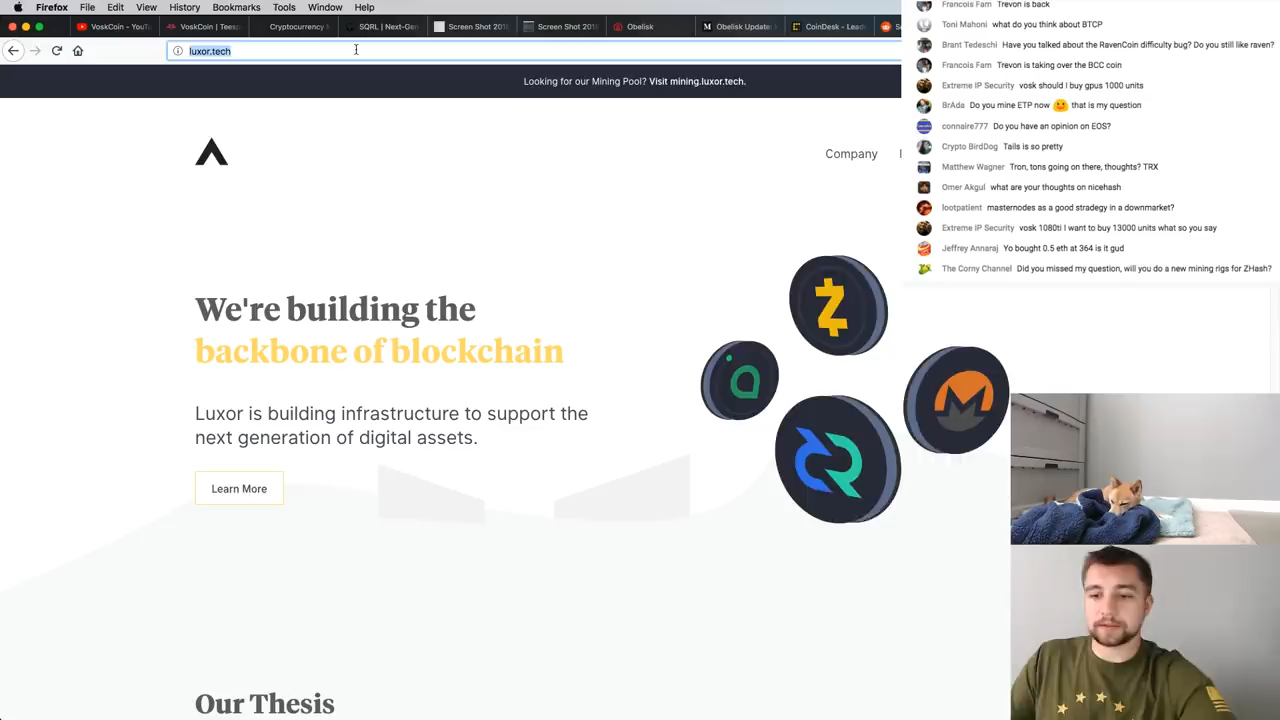 Firefox File Edit View History Bookmarks Tools Window Help
VoskCoin - YouTu VoskCoin | Teesp Cryptocurrency M SQRL | Next-Gen Screen Shot 2018 Screen Shot 2018 Obelisk Obelisk Update: CoinDesk - Leade
luxor.tech
Looking for our Mining Pool? Visit mining.luxor.tech.
Company
We're building the
backbone of blockchain
Luxor is building infrastructure to support the
next generation of digital assets.
Learn More
Our Thesis
Francois Farn Trevon is back
Toni Mahoni what do you think about BTCP
Brant Tedeschi Have you talked about the RavenCoin difficulty bug? Do you still like raven?
Francois Farn Trevon is taking over the BCC coin
Extreme IP Security vosk should I buy gpus 1000 units
BrAda Do you mine ETP now that is my question
connaire777 Do you have an opinion on EOS?
Crypto BirdDog Tails is so pretty
Matthew Wagner Tron, tons going on there, thoughts? TRX
Omer Akgul what are your thoughts on nicehash
lootpatient masternodes as a good stradegy in a downmarket?
Extreme IP Security vosk 1080ti I want to buy 13000 units what so you say
Jeffrey Annaraj Yo bought 0.5 eth at 364 is it gud
The Corny Channel Did you missed my question, will you do a new mining rigs for ZHash?